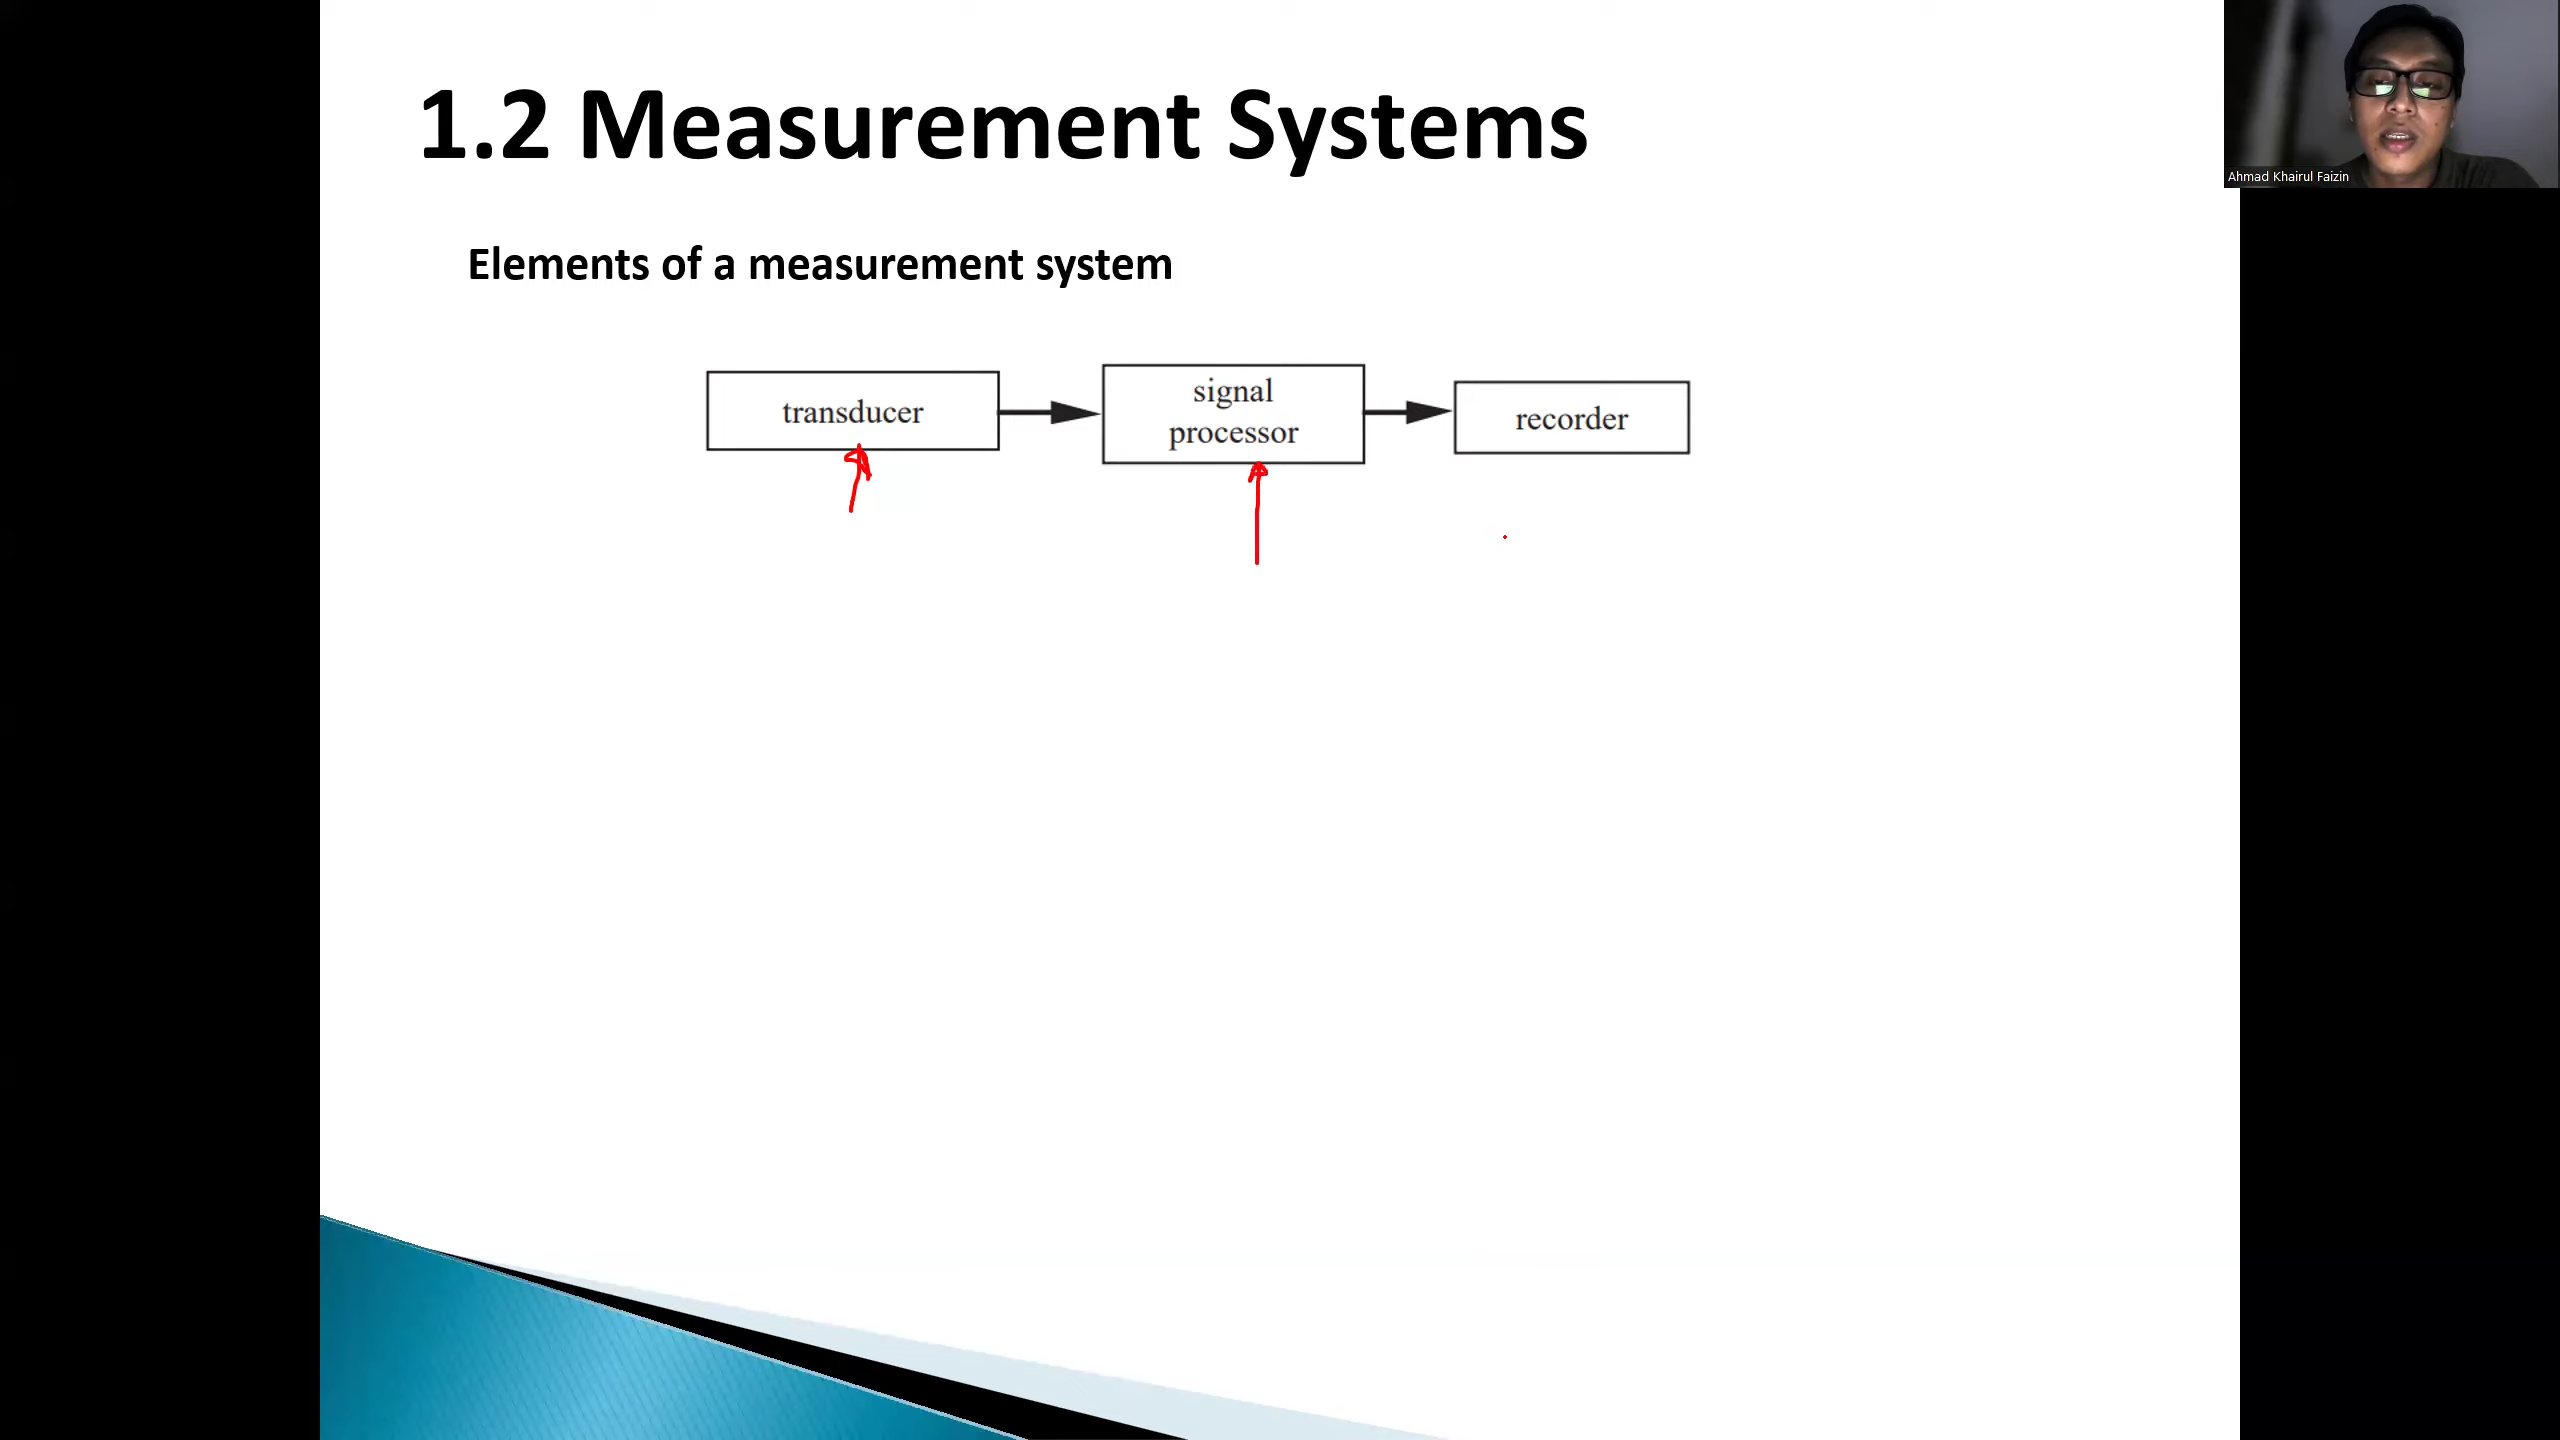 1.2 Measurement Systems
Ahmad Khairul Faizin
Elements of a measurement system
transducer
signal
processor
recorder